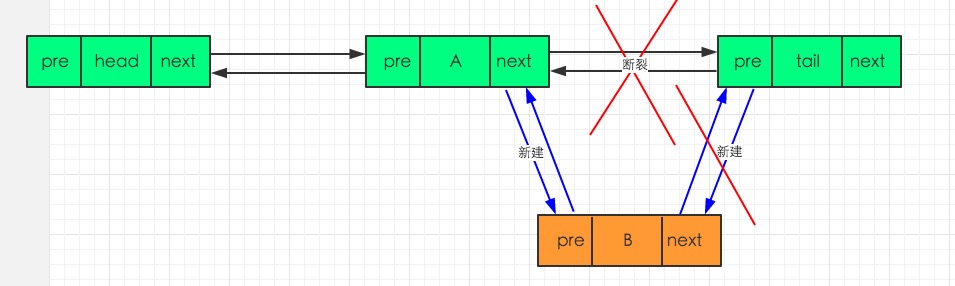 pre head next
pre A next
pre tail next
断裂
新建
新建
pre B next